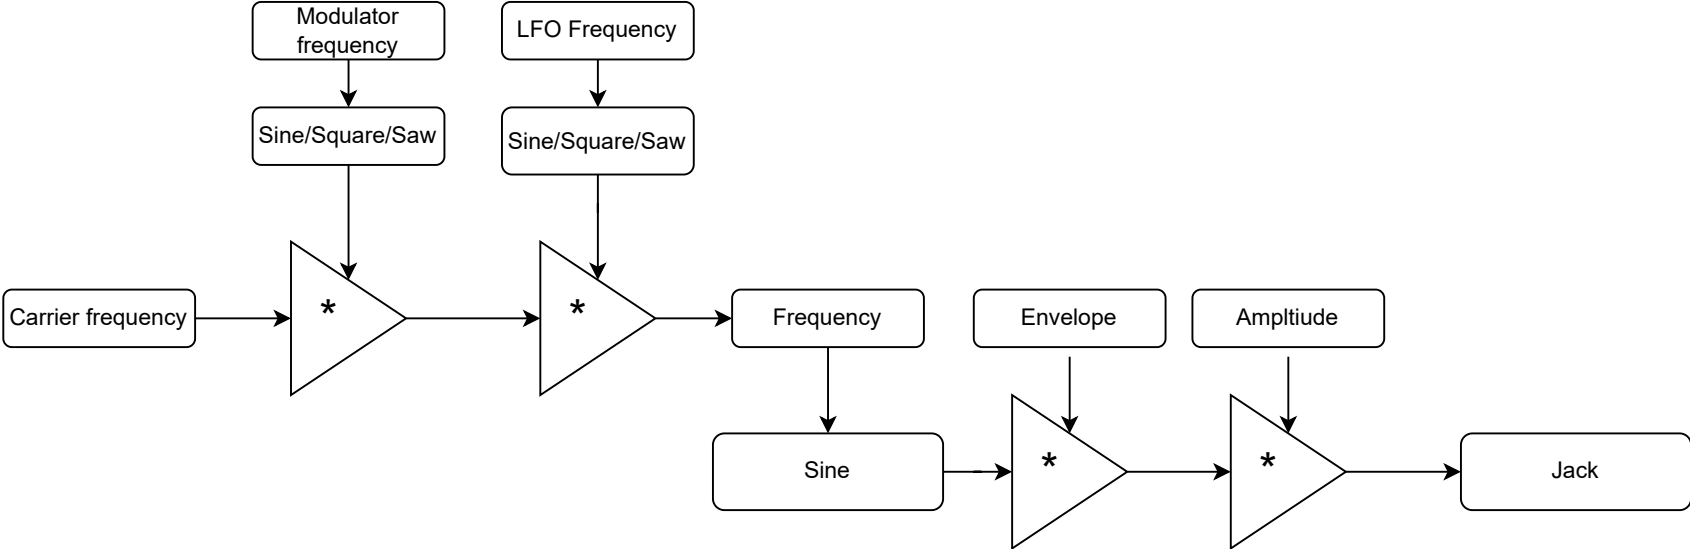 Modulator
frequency
LFO Frequency
Sine/Square/Saw
Sine/Square/Saw
Carrier frequency
*
*
Frequency
Envelope
Ampltiude
Sine
*
*
Jack